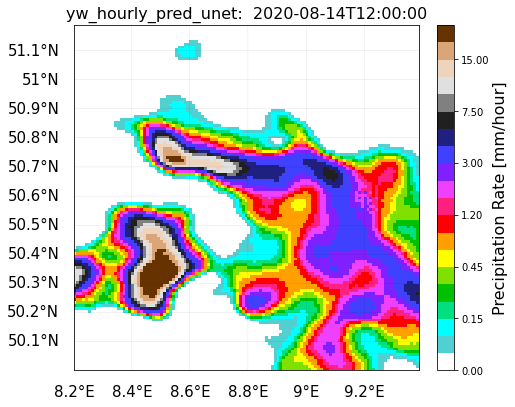 yw_hourly_pred_unet:  2020-08-14T12:00:00
51.1°N
51°N
50.9°N
50.8°N
50.7°N
50.6°N
50.5°N
50.4°N
50.3°N
50.2°N
50.1°N
8.2°E 8.4°E 8.6°E 8.8°E 9°E 9.2°E
15.00
7.50
3.00
1.20
0.45
0.15
0.00
Precipitation Rate [mm/hour]